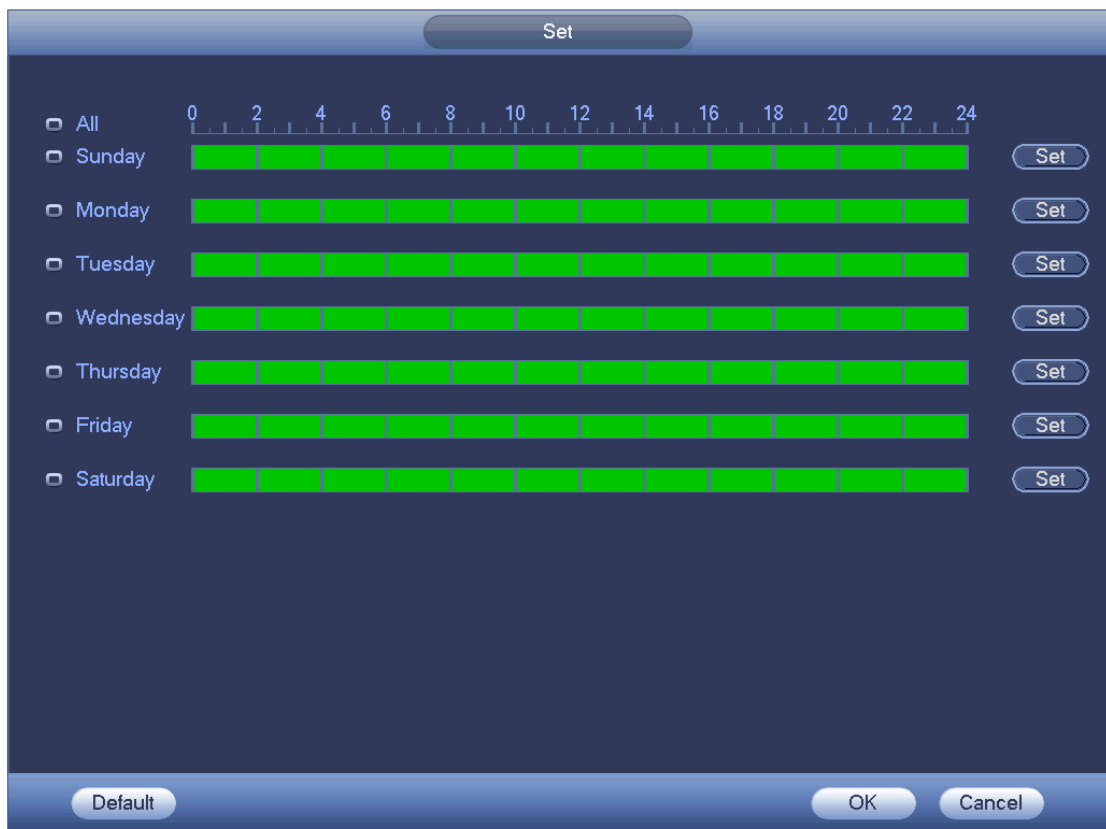 Set
All 0 2 4 6 8 10 12 14 16 18 20 22 24
Sunday Set
Monday Set
Tuesday Set
Wednesday Set
Thursday Set
Friday Set
Saturday Set
Default OK Cancel